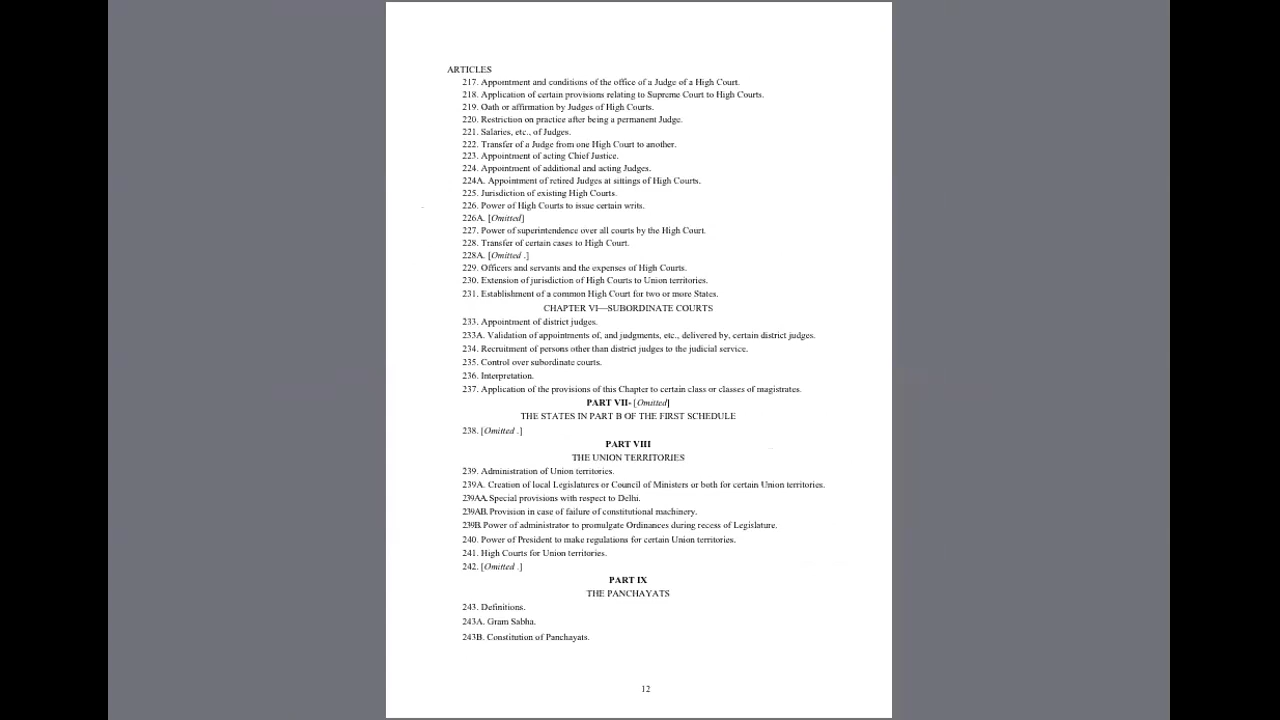 ARTICLES
217. Appointment and conditions of the office of a Judge of a High Court.
218. Application of certain provisions relating to Supreme Court to High Courts.
219. Oath or affirmation by Judges of High Courts.
220. Restriction on practice after being a permanent Judge.
221. Salaries, etc., of Judges.
222. Transfer of a Judge from one High Court to another.
223. Appointment of acting Chief Justice.
224. Appointment of additional and acting Judges.
224A. Appointment of retired Judges at sittings of High Courts.
225. Jurisdiction of existing High Courts.
226. Power of High Courts to issue certain writs.
226A. [Omitted]
227. Power of superintendence over all courts by the High Court.
228. Transfer of certain cases to High Court.
228A. [Omitted .]
229. Officers and servants and the expenses of High Courts.
230. Extension of jurisdiction of High Courts to Union territories.
231. Establishment of a common High Court for two or more States.
CHAPTER VI—SUBORDINATE COURTS
233. Appointment of district judges.
233A. Validation of appointments of, and judgments, etc., delivered by, certain district judges.
234. Recruitment of persons other than district judges to the judicial service.
235. Control over subordinate courts.
236. Interpretation.
237. Application of the provisions of this Chapter to certain class or classes of magistrates.
PART VII- [Omitted]
THE STATES IN PART B OF THE FIRST SCHEDULE
238. [Omitted .]
PART VIII
THE UNION TERRITORIES
239. Administration of Union territories.
239A. Creation of local Legislatures or Council of Ministers or both for certain Union territories.
239AA. Special provisions with respect to Delhi.
239AB. Provision in case of failure of constitutional machinery.
239B. Power of administrator to promulgate Ordinances during recess of Legislature.
240. Power of President to make regulations for certain Union territories.
241. High Courts for Union territories.
242. [Omitted .]
PART IX
THE PANCHAYATS
243. Definitions.
243A. Gram Sabha.
243B. Constitution of Panchayats.
12